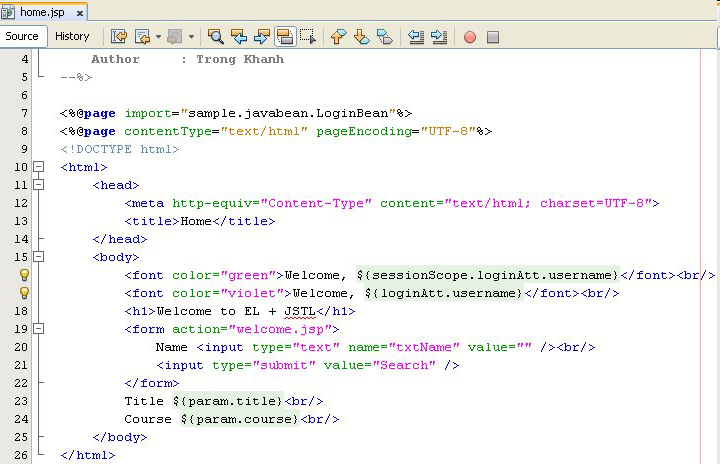 home.jsp x
Source History
4 Author : Trong Khanh
5 --%>
6
7 <%@page import="sample.javabean.LoginBean"%>
8 <%@page contentType="text/html" pageEncoding="UTF-8"%>
9 <!DOCTYPE html>
10 <html>
11 <head>
12 <meta http-equiv="Content-Type" content="text/html; charset=UTF-8">
13 <title>Home</title>
14 </head>
15 <body>
<font color="green">Welcome, ${sessionScope.loginAtt.username}</font><br/>
<font color="violet">Welcome, ${loginAtt.username}</font><br/>
18 <h1>Welcome to EL + JSTL</h1>
19 <form action="welcome.jsp">
20 Name <input type="text" name="txtName" value="" /><br/>
21 <input type="submit" value="Search" />
22 </form>
23 Title ${param.title}<br/>
24 Course ${param.course}<br/>
25 </body>
26 </html>